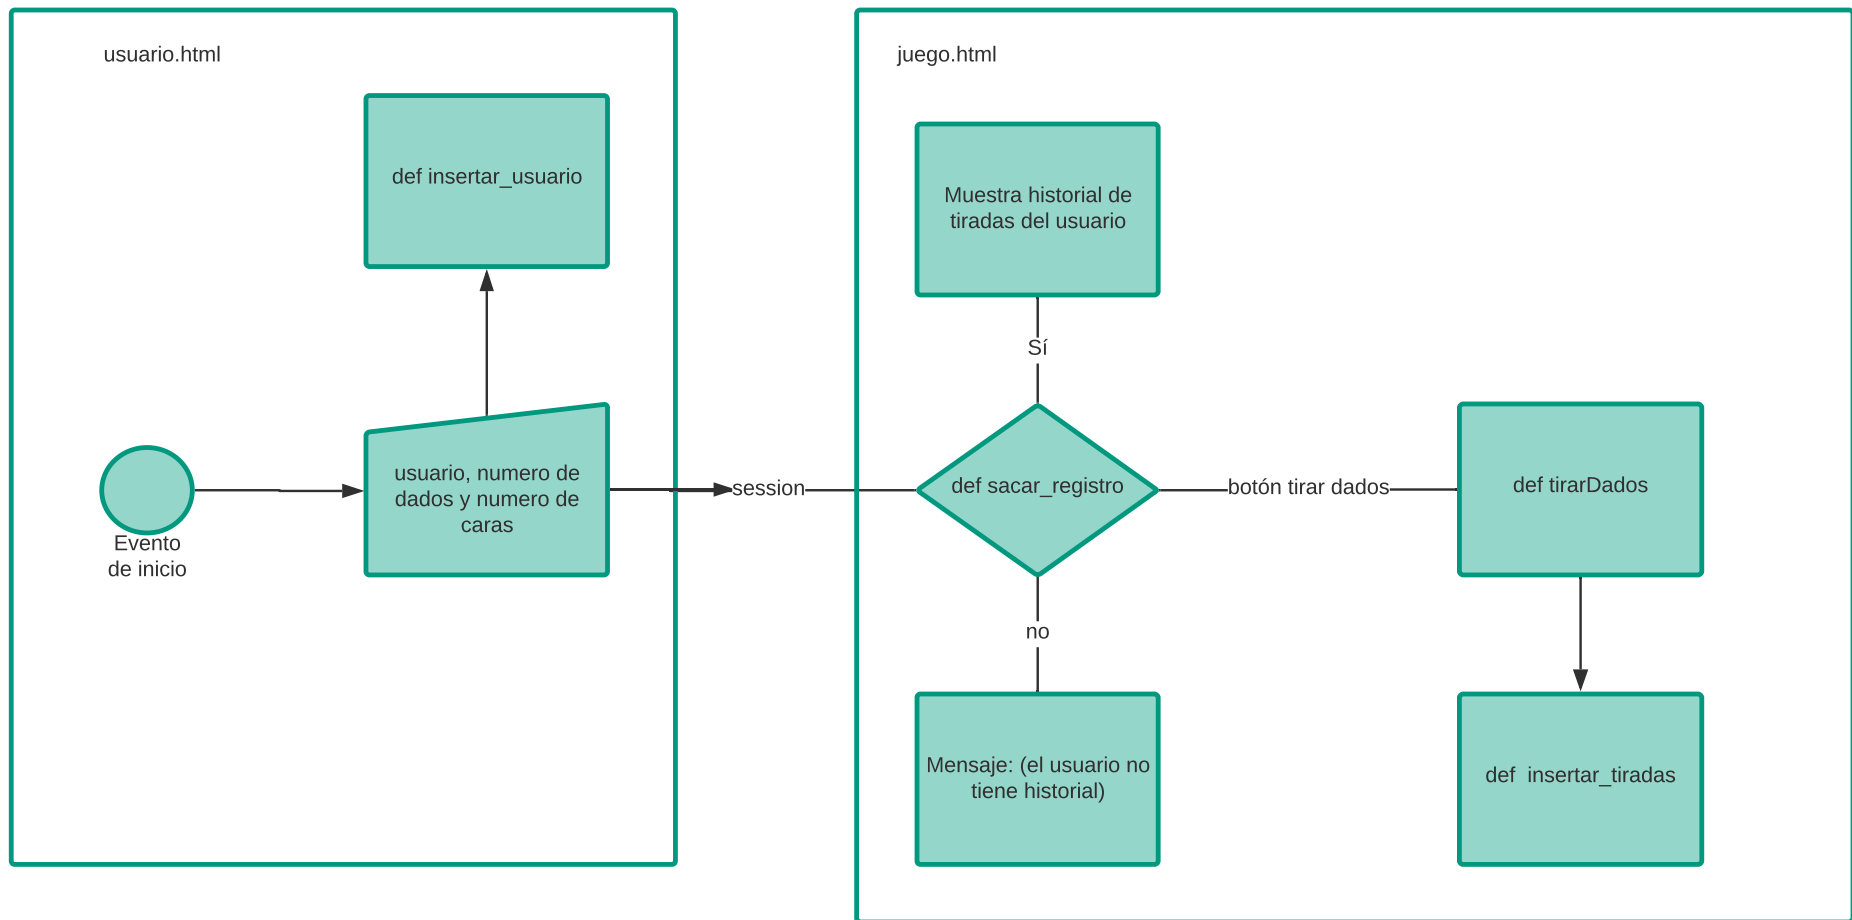 usuario.html
def insertar_usuario
usuario, numero de
dados y numero de
caras
Evento
de inicio
session
juego.html
Muestra historial de
tiradas del usuario
Sí
def sacar_registro
botón tirar dados
def tirarDados
no
Mensaje: (el usuario no
tiene historial)
def  insertar_tiradas